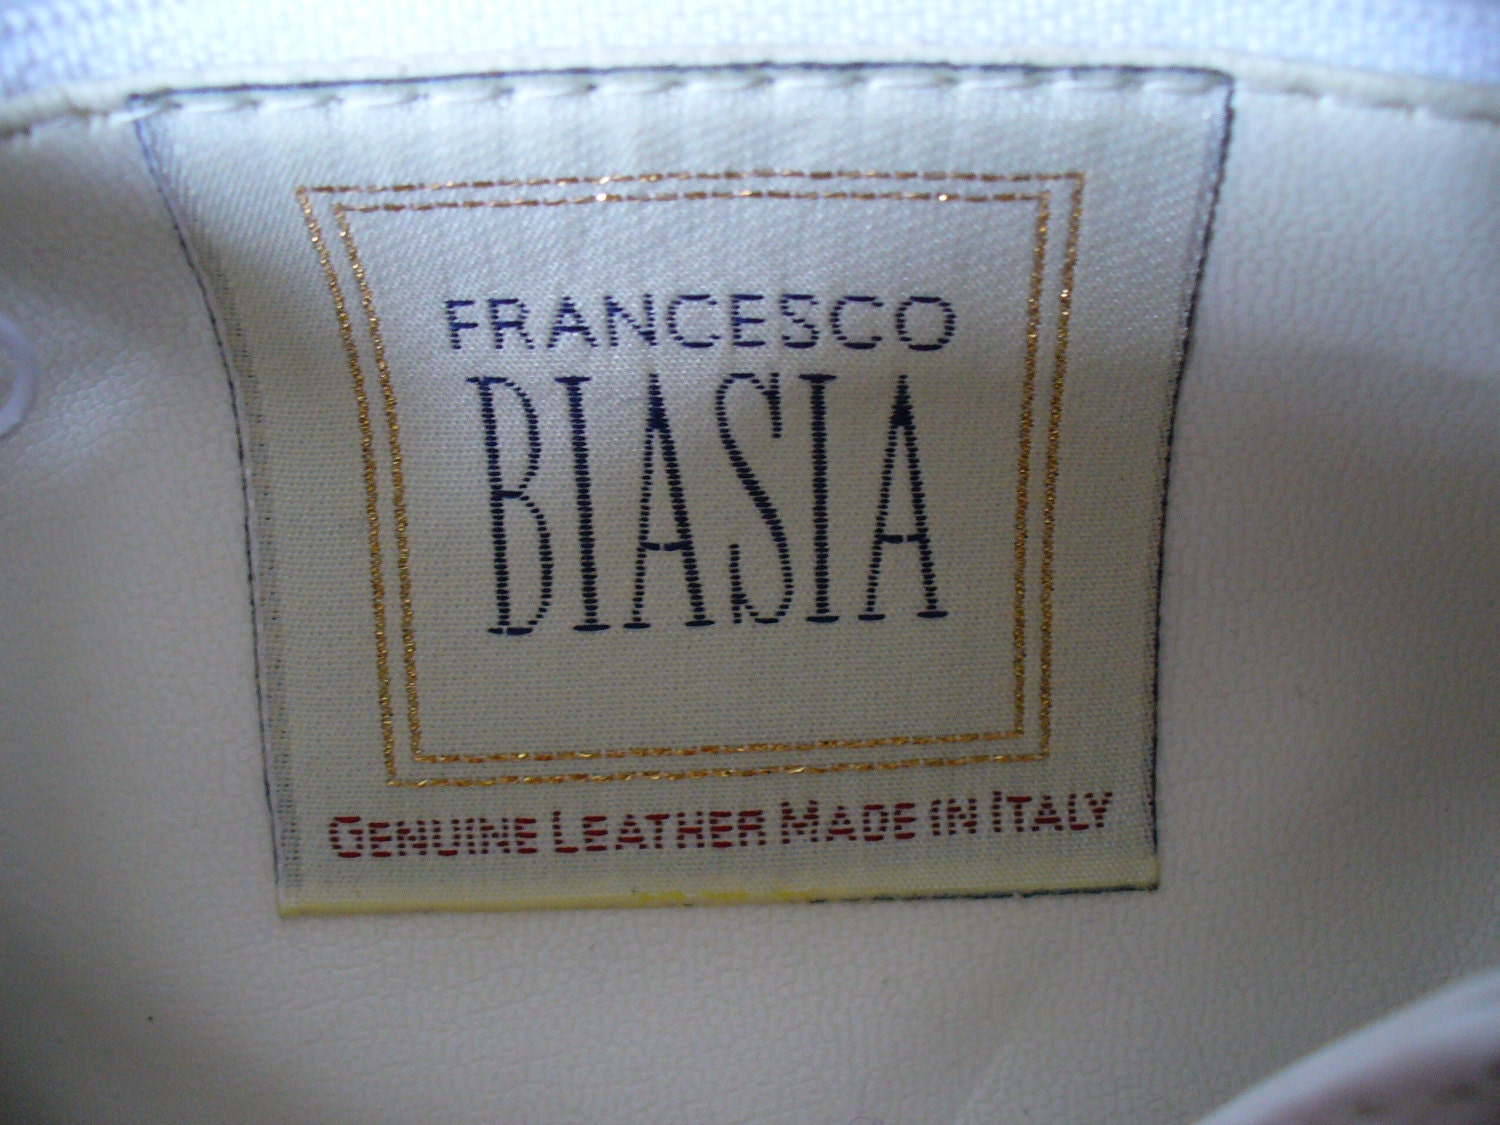 FRANCESCO
BIASIA
GENUINE LEATHER MADE IN ITALY